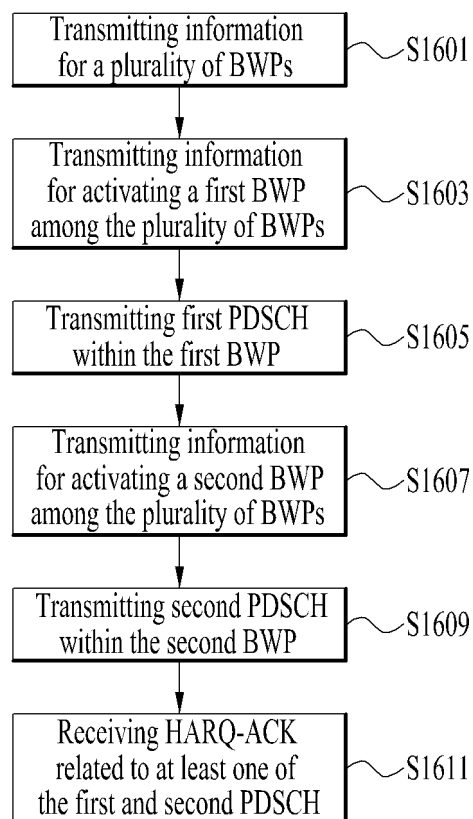 Transmitting information
for a plurality of BWPs
S1601
Transmitting information
for activating a first BWP
among the plurality of BWPs
S1603
Transmitting first PDSCH
within the first BWP
S1605
Transmitting information
for activating a second BWP
among the plurality of BWPs
S1607
Transmitting second PDSCH
within the second BWP
S1609
Receiving HARQ-ACK
related to at least one of
the first and second PDSCH
S1611